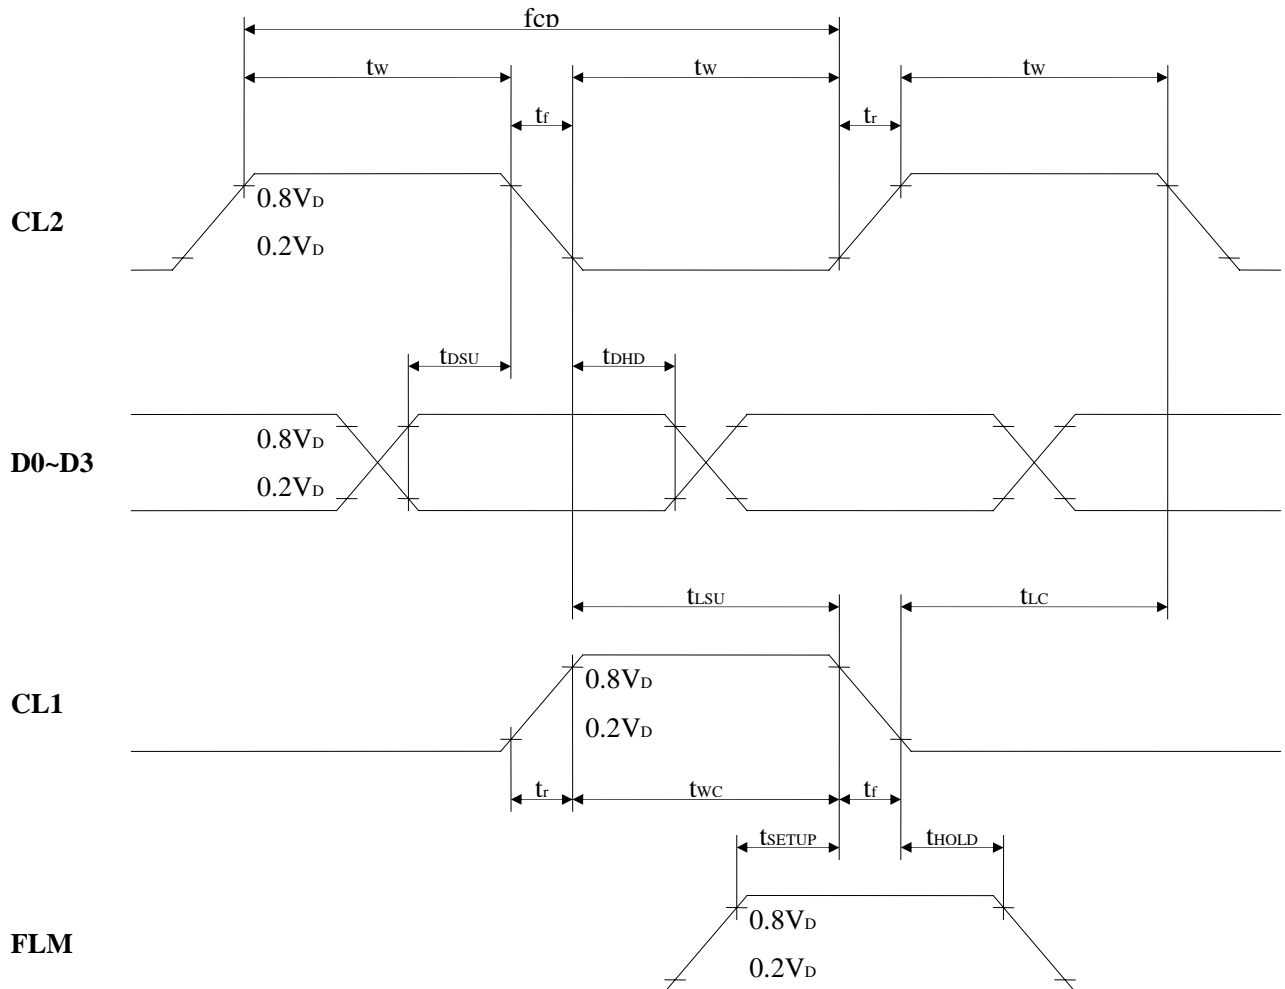 fcp
tW tW tW
tf tr
CL2
0.8VD
0.2VD
tDSU tDHD
D0~D3
0.8VD
0.2VD
tLSU tLC
CL1
0.8VD
0.2VD
tr tWC tf
tSETUP tHOLD
FLM
0.8VD
0.2VD